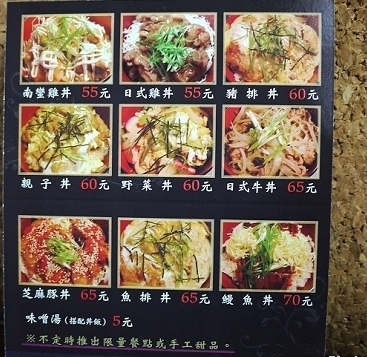 南蠻雞丼 55元 日式雞丼 55元 豬排丼 60元
親子丼 60元 野菜丼 60元 日式牛丼 65元
芝麻豚丼 65元 魚排丼 65元 鰻魚丼 70元
味噌湯(搭配丼飯) 5元
※不定時推出限量餐點或手工甜品。